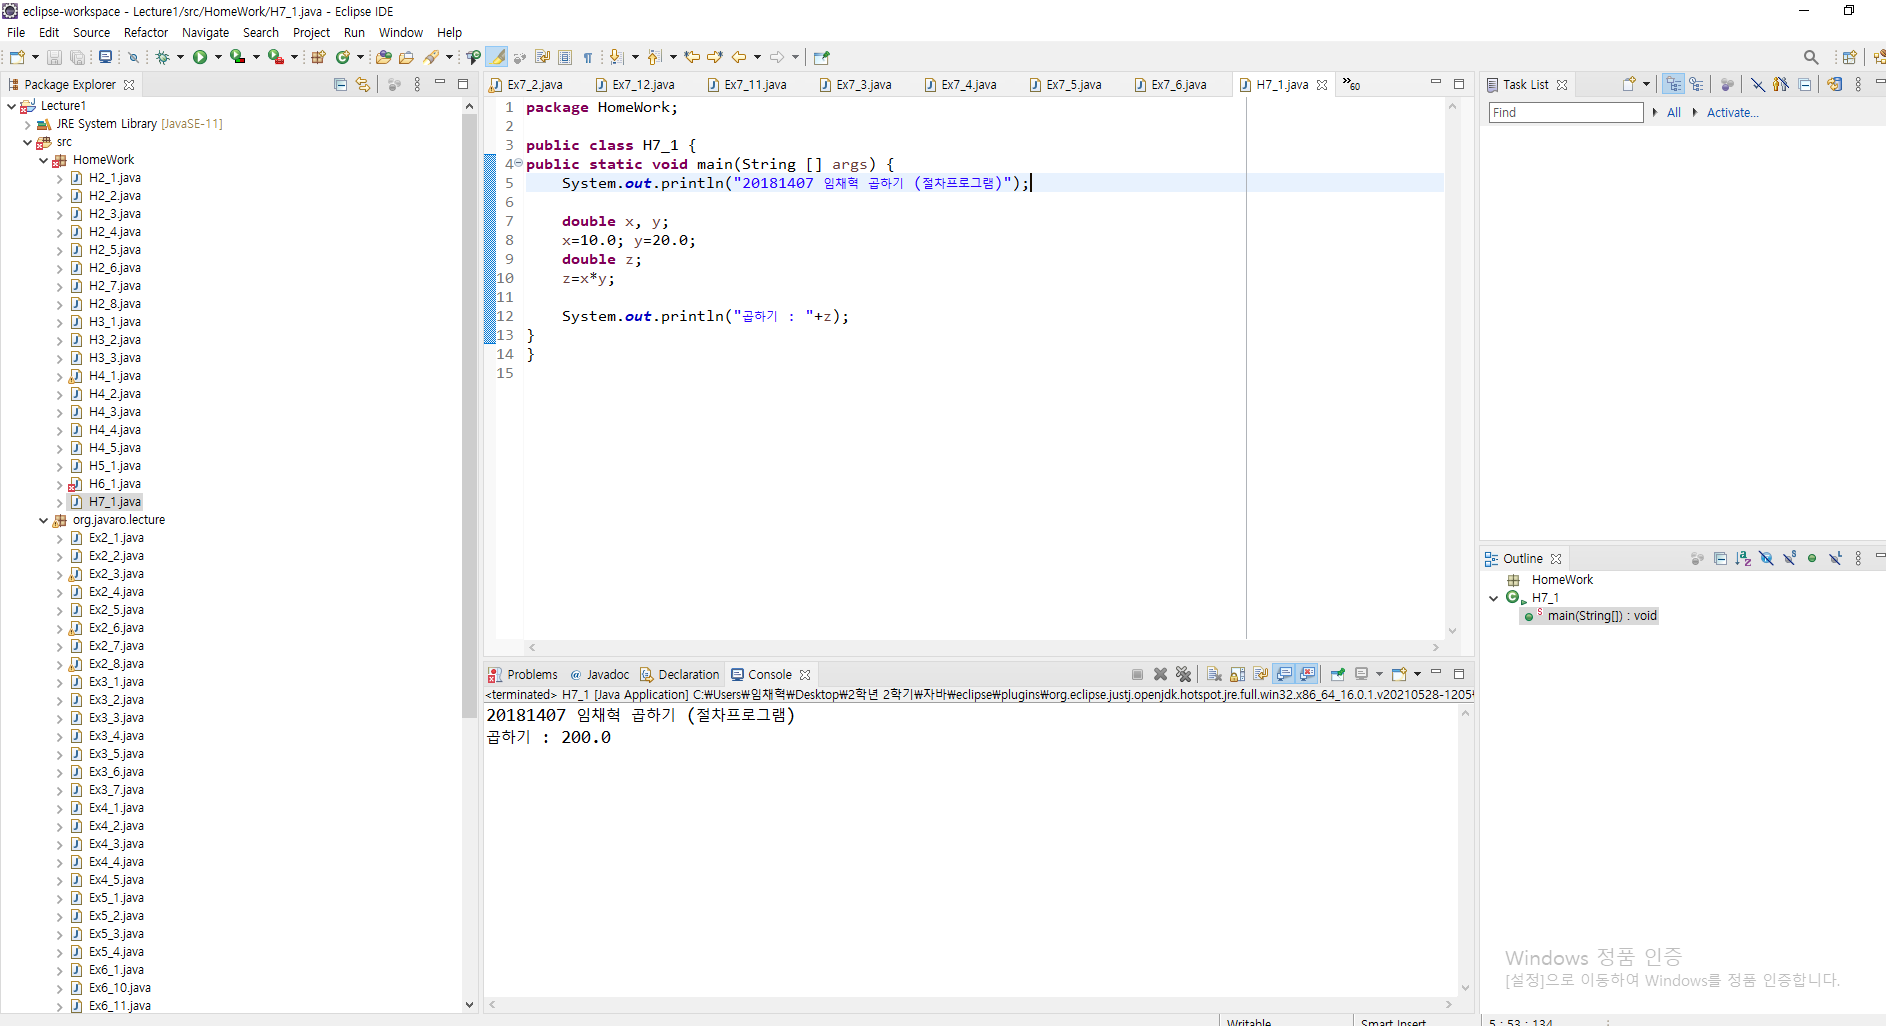 eclipse-workspace - Lecture1/src/HomeWork/H7_1.java - Eclipse IDE
File Edit Source Refactor Navigate Search Project Run Window Help
Package Explorer
Lecture1
JRE System Library [JavaSE-11]
src
HomeWork
H2_1.java
H2_2.java
H2_3.java
H2_4.java
H2_5.java
H2_6.java
H2_7.java
H2_8.java
H3_1.java
H3_2.java
H3_3.java
H4_1.java
H4_2.java
H4_3.java
H4_4.java
H4_5.java
H5_1.java
H6_1.java
H7_1.java
org.javaro.lecture
Ex2_1.java
Ex2_2.java
Ex2_3.java
Ex2_4.java
Ex2_5.java
Ex2_6.java
Ex2_7.java
Ex2_8.java
Ex3_1.java
Ex3_2.java
Ex3_3.java
Ex3_4.java
Ex3_5.java
Ex3_6.java
Ex3_7.java
Ex4_1.java
Ex4_2.java
Ex4_3.java
Ex4_4.java
Ex4_5.java
Ex5_1.java
Ex5_2.java
Ex5_3.java
Ex5_4.java
Ex6_1.java
Ex6_10.java
Ex6_11.java
Ex7_2.java Ex7_12.java Ex7_11.java Ex7_3.java Ex7_4.java Ex7_5.java Ex7_6.java H7_1.java »60
1 package HomeWork;
2
3 public class H7_1 {
4 public static void main(String [] args) {
5 System.out.println("20181407 임채혁 곱하기 (절차프로그램)");
6
7 double x, y;
8 x=10.0; y=20.0;
9 double z;
10 z=x*y;
11
12 System.out.println("곱하기 : "+z);
13 }
14 }
15
Problems @ Javadoc Declaration Console
<terminated> H7_1 [Java Application] C:₩Users₩임채혁₩Desktop₩2학년 2학기₩자바₩eclipse₩plugins₩org.eclipse.justj.openjdk.hotspot.jre.full.win32.x86_64_16.0.1.v20210528-1205₩
20181407 임채혁 곱하기 (절차프로그램)
곱하기 : 200.0
Task List
Find All Activate...
Outline
HomeWork
H7_1
main(String[]) : void
Windows 정품 인증
[설정]으로 이동하여 Windows를 정품 인증합니다.
Writable Smart Insert 5 : 53 : 134